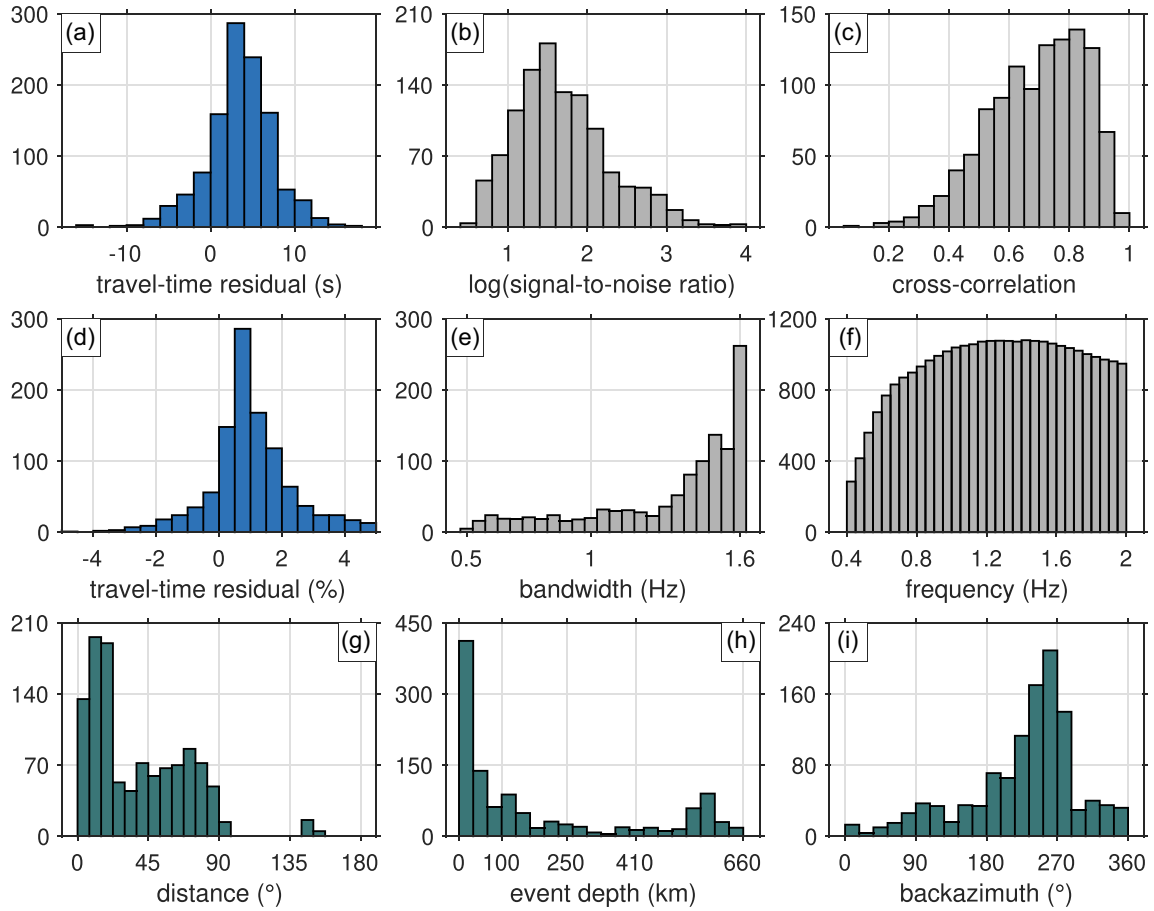 (a) 300 200 100 0
-10 0 10
travel-time residual (s)
(b) 210 140 70 0
1 2 3 4
log(signal-to-noise ratio)
(c) 150 100 50 0
0.2 0.4 0.6 0.8 1
cross-correlation
(d) 300 200 100 0
-4 -2 0 2 4
travel-time residual (%)
(e) 300 200 100 0
0.5 1 1.6
bandwidth (Hz)
(f) 1200 800 400 0
0.4 0.8 1.2 1.6 2
frequency (Hz)
(g) 210 140 70 0
0 45 90 135 180
distance (°)
(h) 450 300 150 0
0 100 250 410 660
event depth (km)
(i) 240 160 80 0
0 90 180 270 360
backazimuth (°)